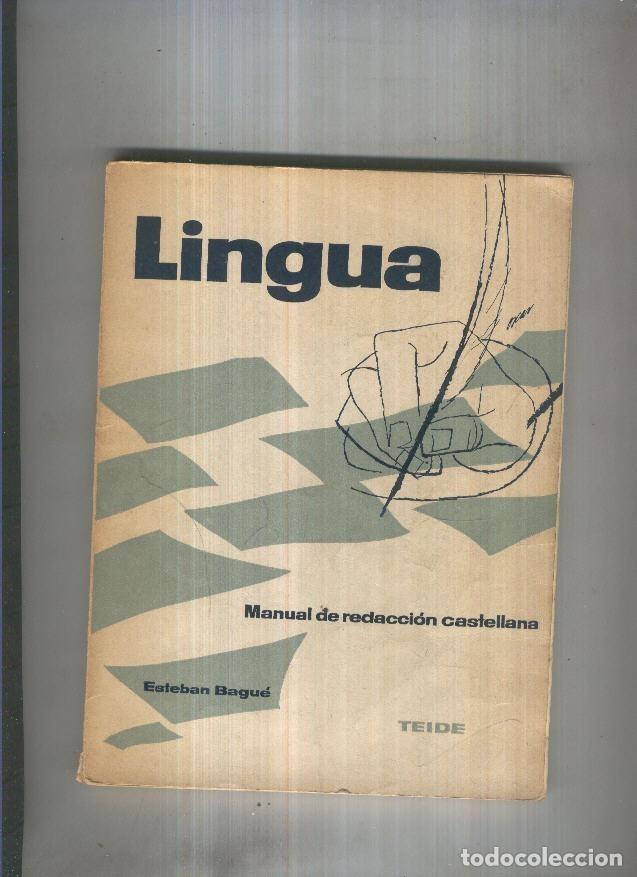 Lingua
Manual de redacción castellana
Esteban Bagué
TEIDE
todocoleccion